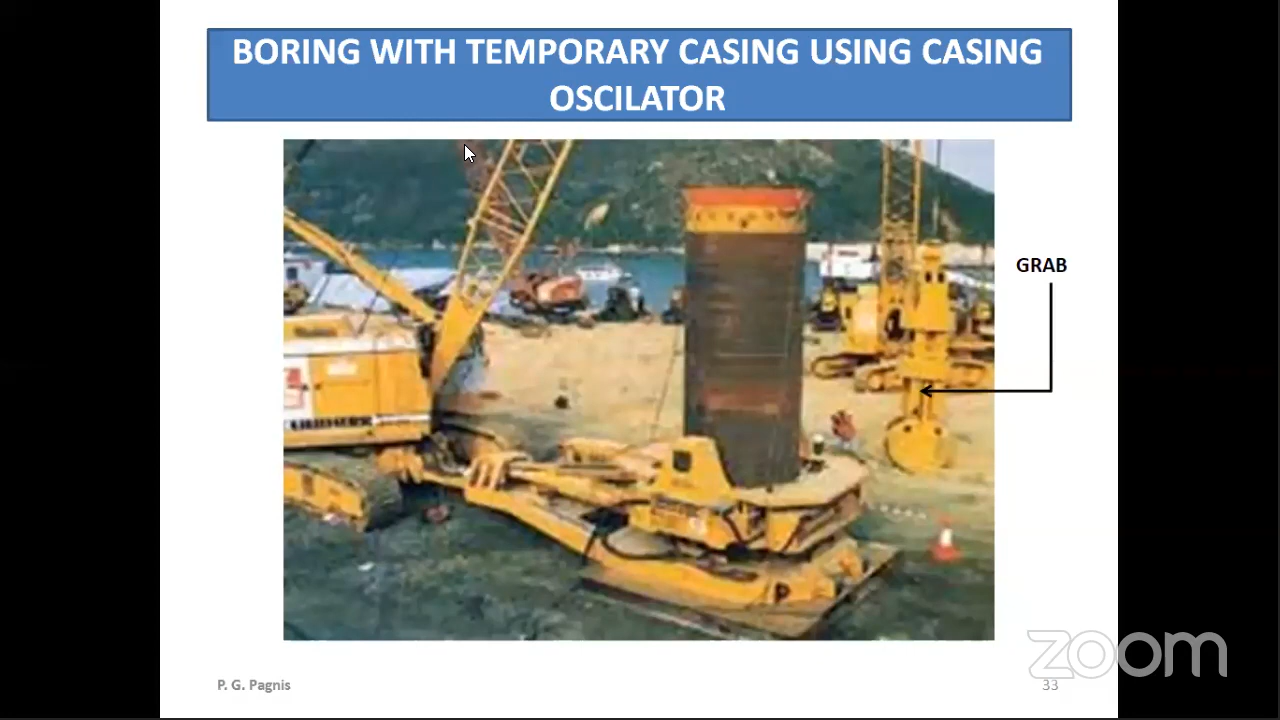 BORING WITH TEMPORARY CASING USING CASING
OSCILATOR
GRAB
P. G. Pagnis
33
zoom